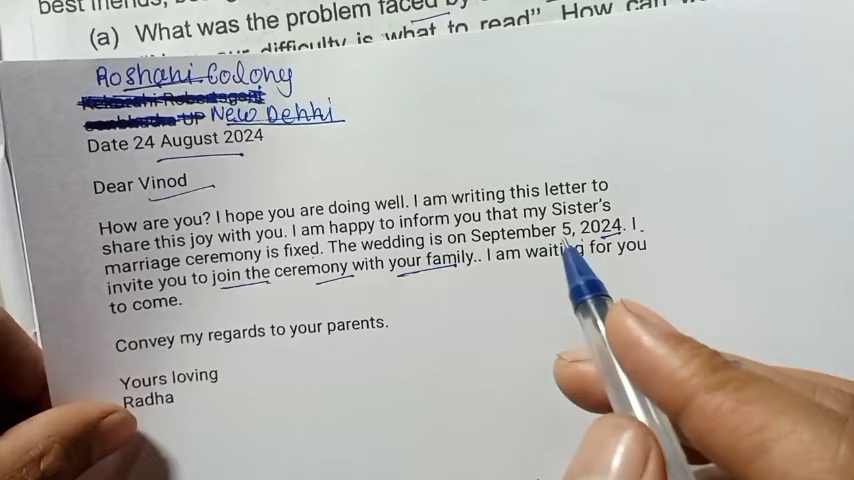 best friends,
(a) What was the problem faced by
difficulty is what to read". How can
Roshani Colony
New Dehhi
Date 24 August 2024
Dear Vinod
How are you? I hope you are doing well. I am writing this letter to
share this joy with you. I am happy to inform you that my Sister's
marriage ceremony is fixed. The wedding is on September 5, 2024. I
invite you to join the ceremony with your family.. I am waiting for you
to come.
Convey my regards to your parents.
Yours loving
Radha